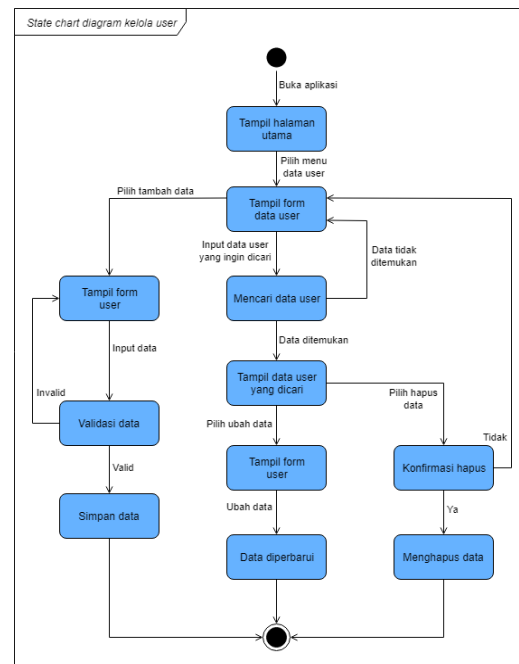 State chart diagram kelola user
Buka aplikasi
Tampil halaman
utama
Pilih menu
data user
Pilih tambah data
Tampil form
data user
Input data user
yang ingin dicari
Data tidak
ditemukan
Tampil form
user
Mencari data user
Input data
Data ditemukan
Tampil data user
yang dicari
Invalid
Pilih hapus
data
Validasi data
Pilih ubah data
Tidak
Valid
Tampil form
user
Konfirmasi hapus
Simpan data
Ubah data
Ya
Data diperbarui
Menghapus data